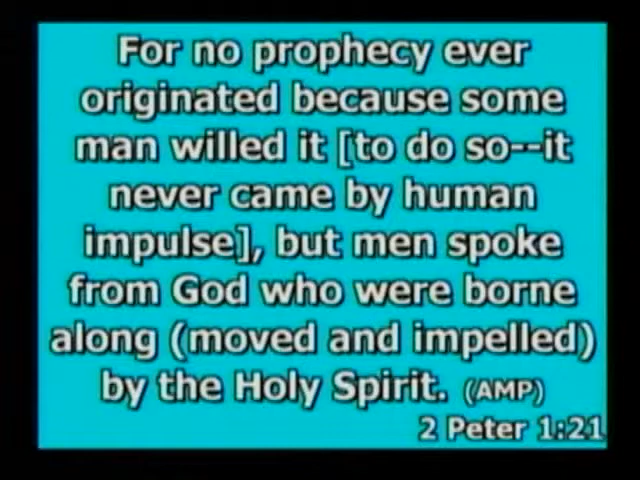 For no prophecy ever
originated because some
man willed it [to do so--it
never came by human
impulse], but men spoke
from God who were borne
along (moved and impelled)
by the Holy Spirit. (AMP)
2 Peter 1:21